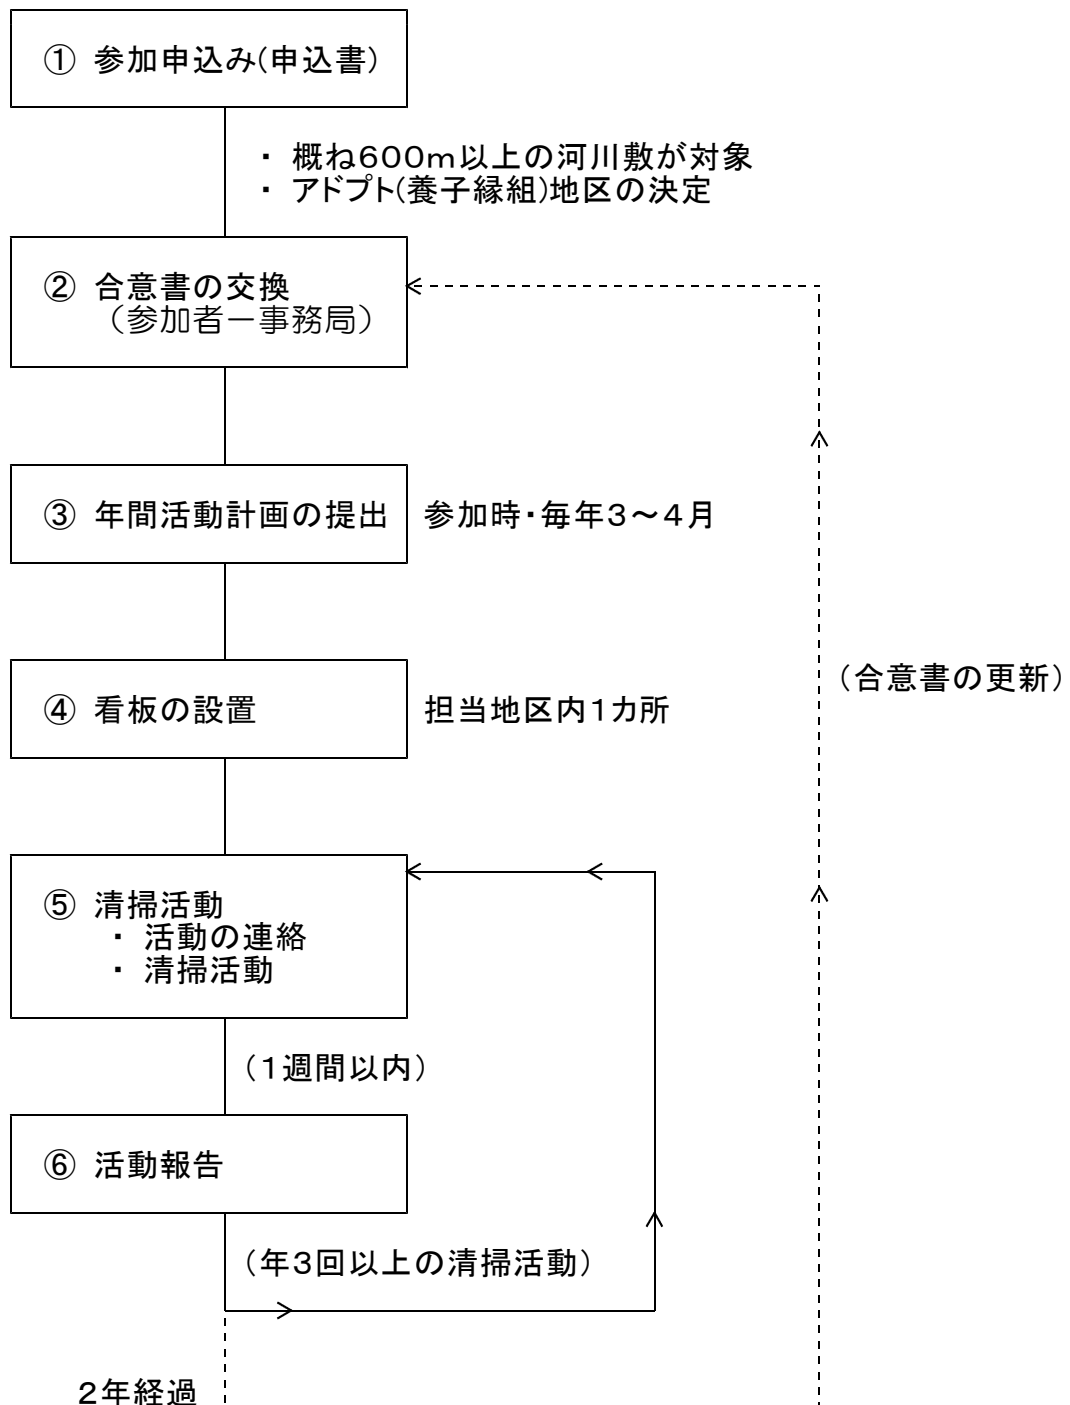 ① 参加申込み(申込書)
・ 概ね600m以上の河川敷が対象
・ アドプト(養子縁組)地区の決定
② 合意書の交換
（参加者ー事務局）
③ 年間活動計画の提出 参加時・毎年3～4月
(合意書の更新)
④ 看板の設置 担当地区内1カ所
⑤ 清掃活動
・ 活動の連絡
・ 清掃活動
(1週間以内)
⑥ 活動報告
(年3回以上の清掃活動)
2年経過